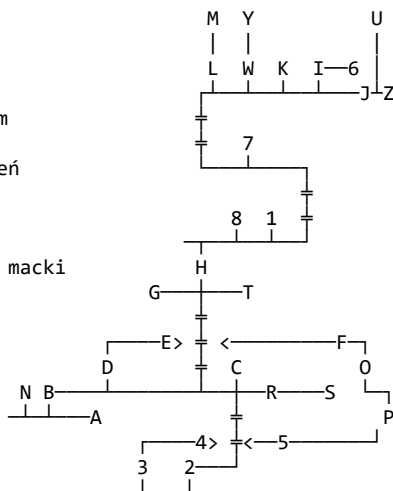 M Y U
L W K I──6
J Z
m
7
eń
8 1
macki
H
G T
E> < F
D C O
N B R S
A P
4> < 5
3 2